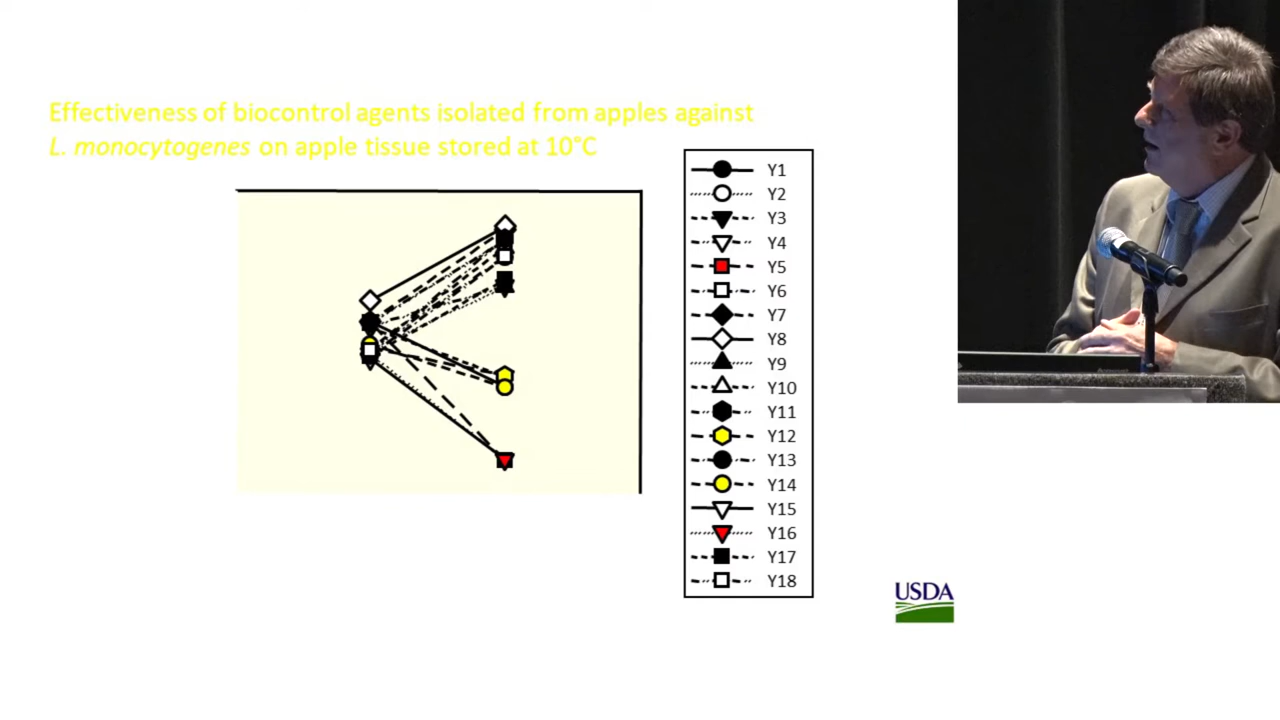 Effectiveness of biocontrol agents isolated from apples against
L. monocytogenes on apple tissue stored at 10°C
Y1
Y2
Y3
Y4
Y5
Y6
Y7
Y8
Y9
Y10
Y11
Y12
Y13
Y14
Y15
Y16
Y17
Y18
USDA